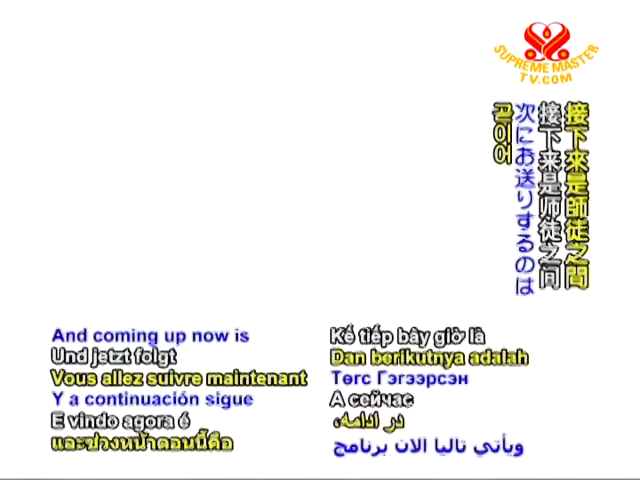 SUPREME MASTER
TV.COM
接下來是師徒之間
接下来是师徒之间
次にお送りするのは
곧이어
And coming up now is
Und jetzt folgt
Vous allez suivre maintenant
Y a continuación sigue
E vindo agora é
และช่วงหน้าตอนนี้คือ
Kế tiếp bây giờ là
Dan berikutnya adalah
Төгс Гэгээрсэн
А сейчас
در ادامه،
ويأتي تاليا الآن برنامج